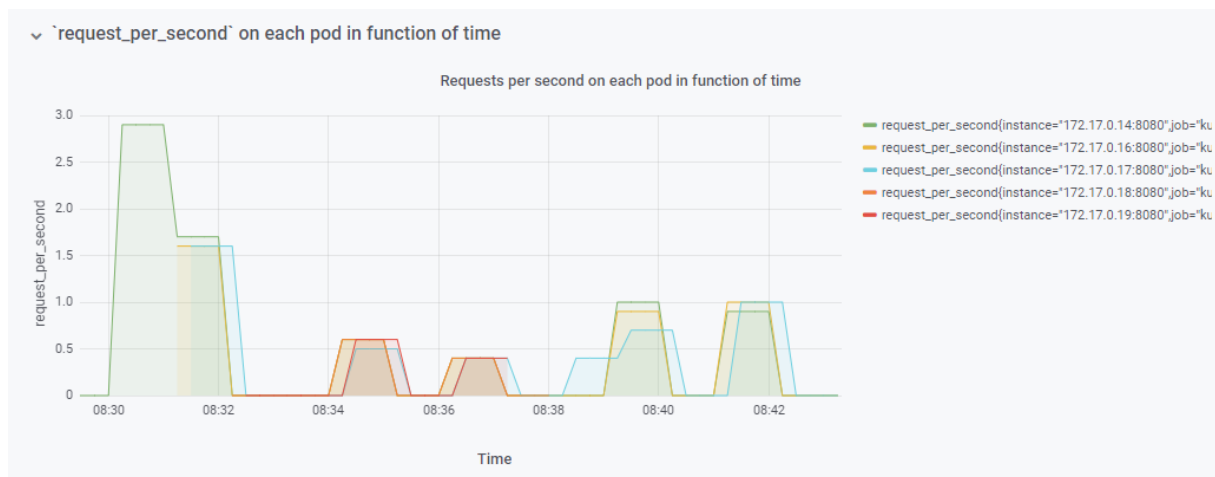 `request_per_second` on each pod in function of time
Requests per second on each pod in function of time
3.0
2.5
2.0
1.5
1.0
0.5
0
request_per_second
08:30 08:32 08:34 08:36 08:38 08:40 08:42
Time
request_per_second{instance="172.17.0.14:8080",job="ku
request_per_second{instance="172.17.0.16:8080",job="ku
request_per_second{instance="172.17.0.17:8080",job="ku
request_per_second{instance="172.17.0.18:8080",job="ku
request_per_second{instance="172.17.0.19:8080",job="ku